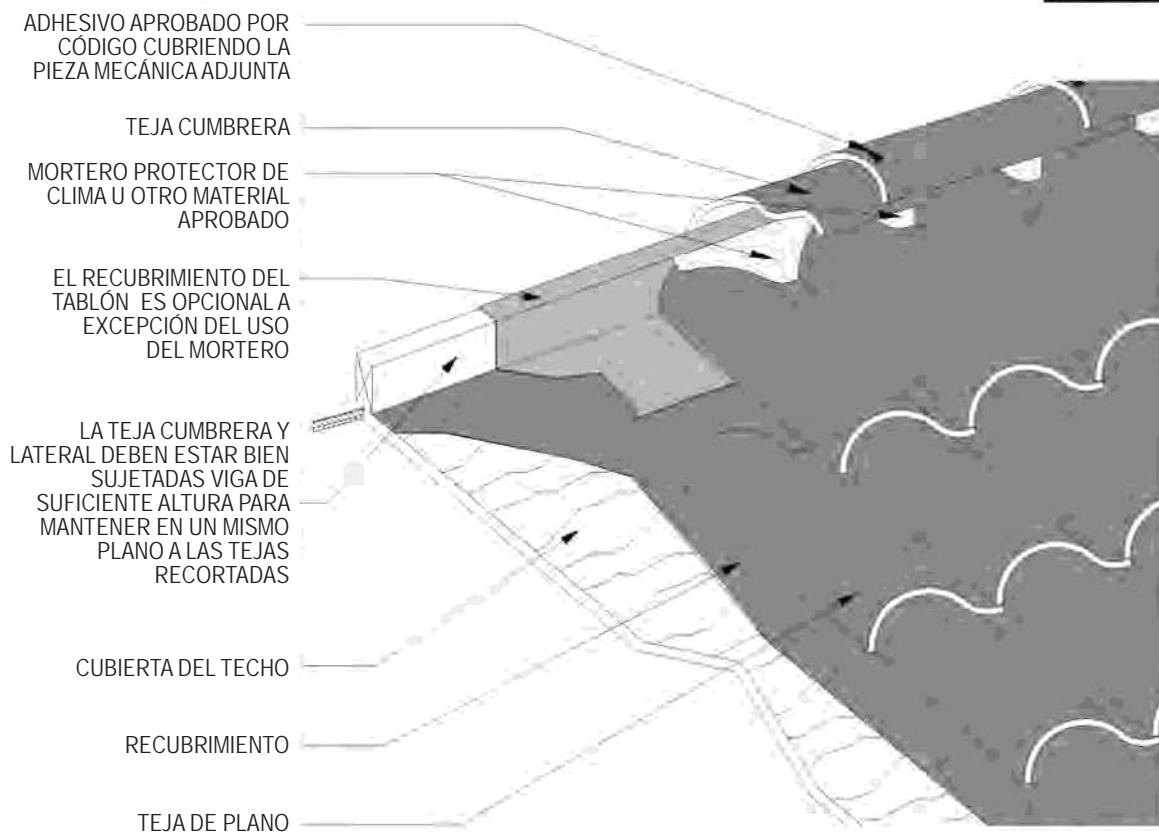 ADHESIVO APROBADO POR
CÓDIGO CUBRIENDO LA
PIEZA MECÁNICA ADJUNTA
TEJA CUMBRERA
MORTERO PROTECTOR DE
CLIMA U OTRO MATERIAL
APROBADO
EL RECUBRIMIENTO DEL
TABLÓN ES OPCIONAL A
EXCEPCIÓN DEL USO
DEL MORTERO
LA TEJA CUMBRERA Y
LATERAL DEBEN ESTAR BIEN
SUJETADAS VIGA DE
SUFICIENTE ALTURA PARA
MANTENER EN UN MISMO
PLANO A LAS TEJAS
RECORTADAS
CUBIERTA DEL TECHO
RECUBRIMIENTO
TEJA DE PLANO